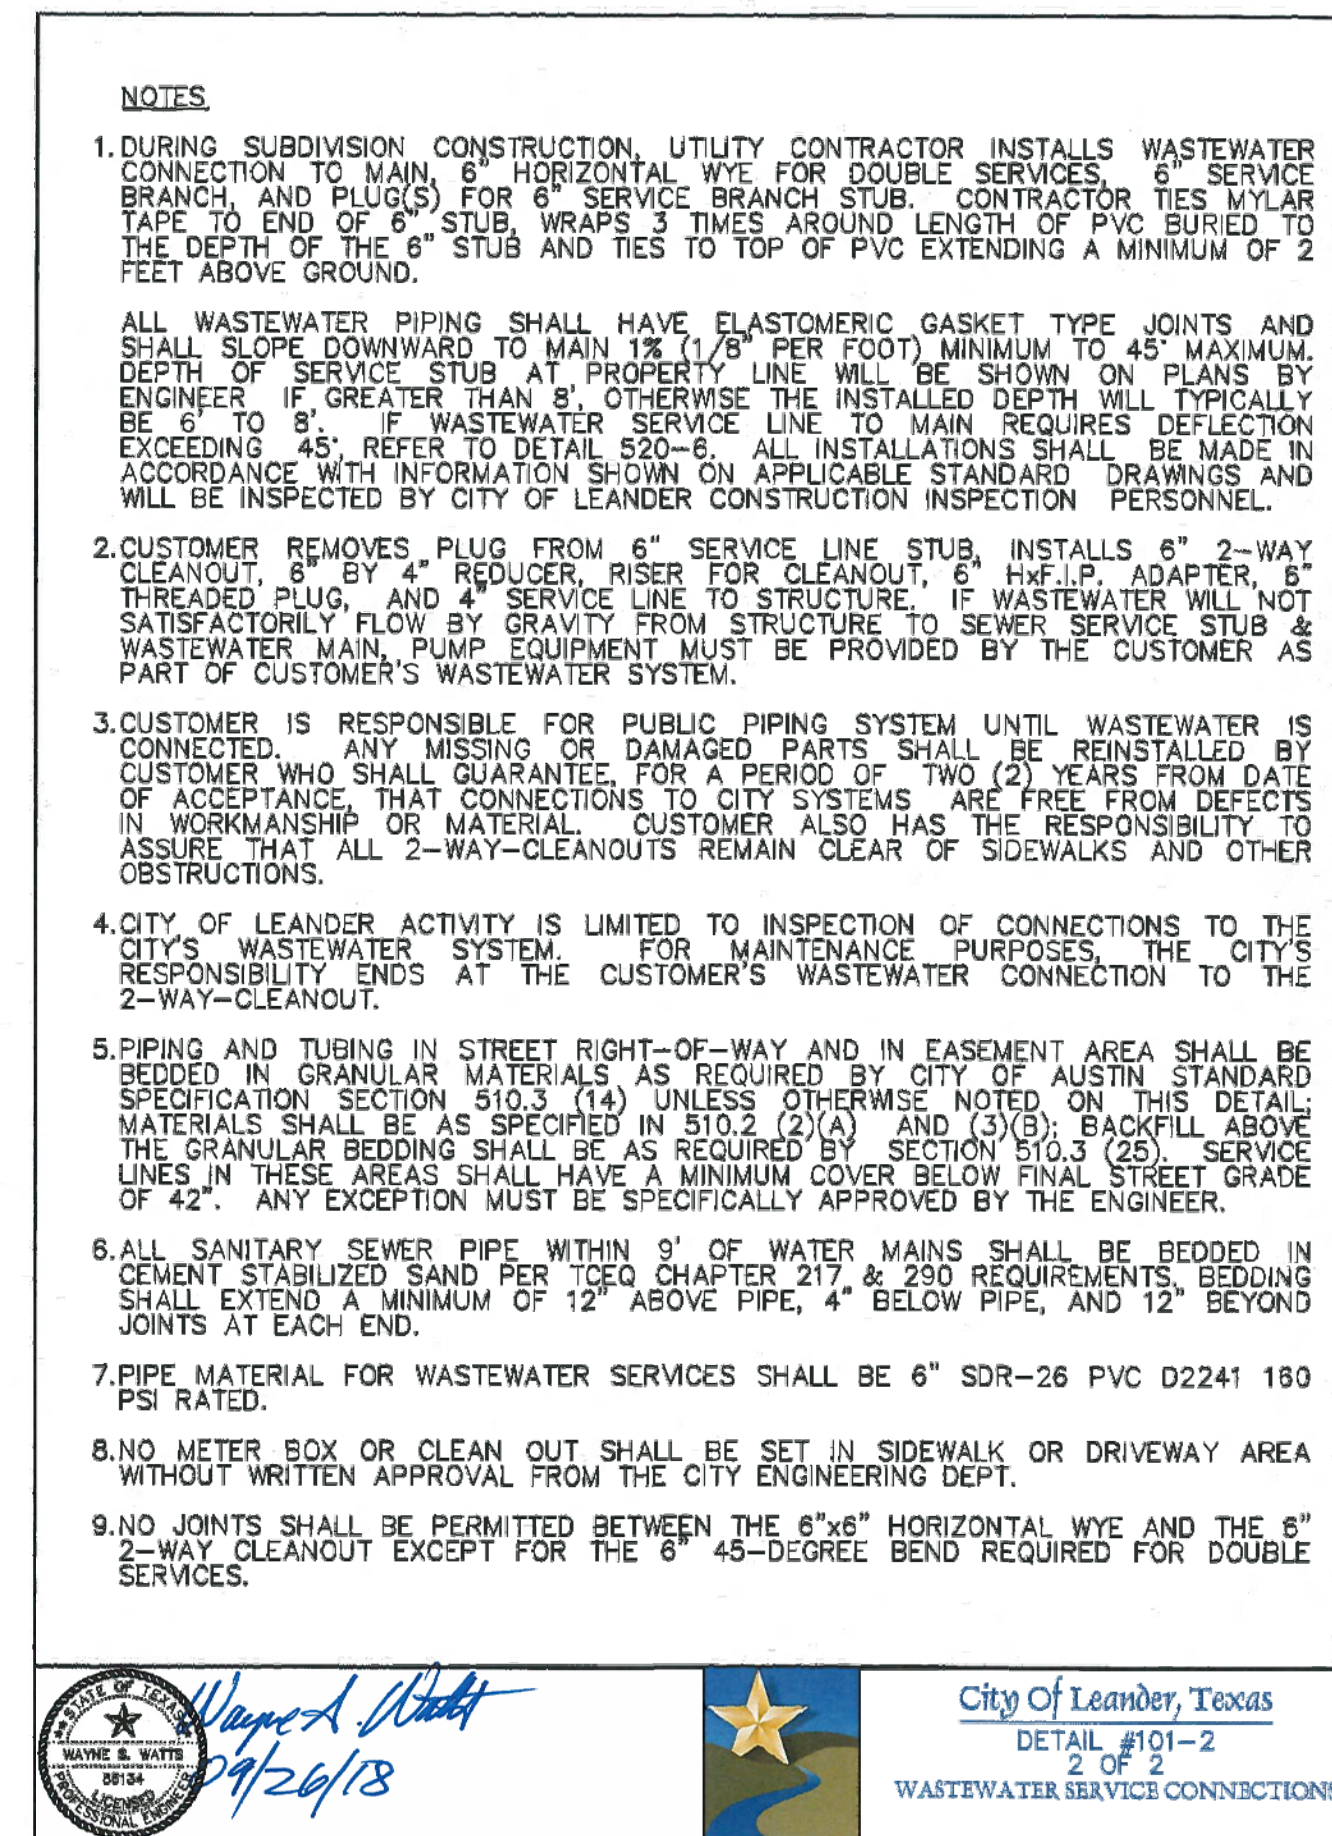 NOTES
1. DURING SUBDIVISION CONSTRUCTION, UTILITY CONTRACTOR INSTALLS WASTEWATER
CONNECTION TO MAIN, 6" HORIZONTAL WYE FOR DOUBLE SERVICES, 6" SERVICE
BRANCH, AND PLUG(S) FOR 6" SERVICE BRANCH STUB. CONTRACTOR TIES MYLAR
TAPE TO END OF 6" STUB, WRAPS 3 TIMES AROUND LENGTH OF PVC BURIED TO
THE DEPTH OF THE 6" STUB AND TIES TO TOP OF PVC EXTENDING A MINIMUM OF 2
FEET ABOVE GROUND.
ALL WASTEWATER PIPING SHALL HAVE ELASTOMERIC GASKET TYPE JOINTS AND
SHALL SLOPE DOWNWARD TO MAIN 1% (1/8" PER FOOT) MINIMUM TO 45° MAXIMUM.
DEPTH OF SERVICE STUB AT PROPERTY LINE WILL BE SHOWN ON PLANS BY
ENGINEER IF GREATER THAN 8', OTHERWISE THE INSTALLED DEPTH WILL TYPICALLY
BE 6' TO 8'. IF WASTEWATER SERVICE LINE TO MAIN REQUIRES DEFLECTION
EXCEEDING 45°, REFER TO DETAIL 520-6. ALL INSTALLATIONS SHALL BE MADE IN
ACCORDANCE WITH INFORMATION SHOWN ON APPLICABLE STANDARD DRAWINGS AND
WILL BE INSPECTED BY CITY OF LEANDER CONSTRUCTION INSPECTION PERSONNEL.
2. CUSTOMER REMOVES PLUG FROM 6" SERVICE LINE STUB, INSTALLS 6" 2-WAY
CLEANOUT, 6" BY 4" REDUCER, RISER FOR CLEANOUT, 6" HxF.I.P. ADAPTER, 6"
THREADED PLUG, AND 4" SERVICE LINE TO STRUCTURE. IF WASTEWATER WILL NOT
SATISFACTORILY FLOW BY GRAVITY FROM STRUCTURE TO SEWER SERVICE STUB &
WASTEWATER MAIN, PUMP EQUIPMENT MUST BE PROVIDED BY THE CUSTOMER AS
PART OF CUSTOMER'S WASTEWATER SYSTEM.
3. CUSTOMER IS RESPONSIBLE FOR PUBLIC PIPING SYSTEM UNTIL WASTEWATER IS
CONNECTED. ANY MISSING OR DAMAGED PARTS SHALL BE REINSTALLED BY
CUSTOMER WHO SHALL GUARANTEE, FOR A PERIOD OF TWO (2) YEARS FROM DATE
OF ACCEPTANCE, THAT CONNECTIONS TO CITY SYSTEMS ARE FREE FROM DEFECTS
IN WORKMANSHIP OR MATERIAL. CUSTOMER ALSO HAS THE RESPONSIBILITY TO
ASSURE THAT ALL 2-WAY-CLEANOUTS REMAIN CLEAR OF SIDEWALKS AND OTHER
OBSTRUCTIONS.
4. CITY OF LEANDER ACTIVITY IS LIMITED TO INSPECTION OF CONNECTIONS TO THE
CITY'S WASTEWATER SYSTEM. FOR MAINTENANCE PURPOSES, THE CITY'S
RESPONSIBILITY ENDS AT THE CUSTOMER'S WASTEWATER CONNECTION TO THE
2-WAY-CLEANOUT.
5. PIPING AND TUBING IN STREET RIGHT-OF-WAY AND IN EASEMENT AREA SHALL BE
BEDDED IN GRANULAR MATERIALS AS REQUIRED BY CITY OF AUSTIN STANDARD
SPECIFICATION SECTION 510.3 (14) UNLESS OTHERWISE NOTED ON THIS DETAIL;
MATERIALS SHALL BE AS SPECIFIED IN 510.2 (2)(A) AND (3)(B); BACKFILL ABOVE
THE GRANULAR BEDDING SHALL BE AS REQUIRED BY SECTION 510.3 (25). SERVICE
LINES IN THESE AREAS SHALL HAVE A MINIMUM COVER BELOW FINAL STREET GRADE
OF 42". ANY EXCEPTION MUST BE SPECIFICALLY APPROVED BY THE ENGINEER.
6. ALL SANITARY SEWER PIPE WITHIN 9' OF WATER MAINS SHALL BE BEDDED IN
CEMENT STABILIZED SAND PER TCEQ CHAPTER 217 & 290 REQUIREMENTS. BEDDING
SHALL EXTEND A MINIMUM OF 12" ABOVE PIPE, 4" BELOW PIPE, AND 12" BEYOND
JOINTS AT EACH END.
7. PIPE MATERIAL FOR WASTEWATER SERVICES SHALL BE 6" SDR-26 PVC D2241 160
PSI RATED.
8. NO METER BOX OR CLEAN OUT SHALL BE SET IN SIDEWALK OR DRIVEWAY AREA
WITHOUT WRITTEN APPROVAL FROM THE CITY ENGINEERING DEPT.
9. NO JOINTS SHALL BE PERMITTED BETWEEN THE 6"x6" HORIZONTAL WYE AND THE 6"
2-WAY CLEANOUT EXCEPT FOR THE 6" 45-DEGREE BEND REQUIRED FOR DOUBLE
SERVICES.
STATE OF TEXAS
WAYNE S. WATTS
86134
LICENSED
PROFESSIONAL ENGINEER
Wayne S. Watts
09/26/18
City Of Leander, Texas
DETAIL #101-2
2 OF 2
WASTEWATER SERVICE CONNECTIONS